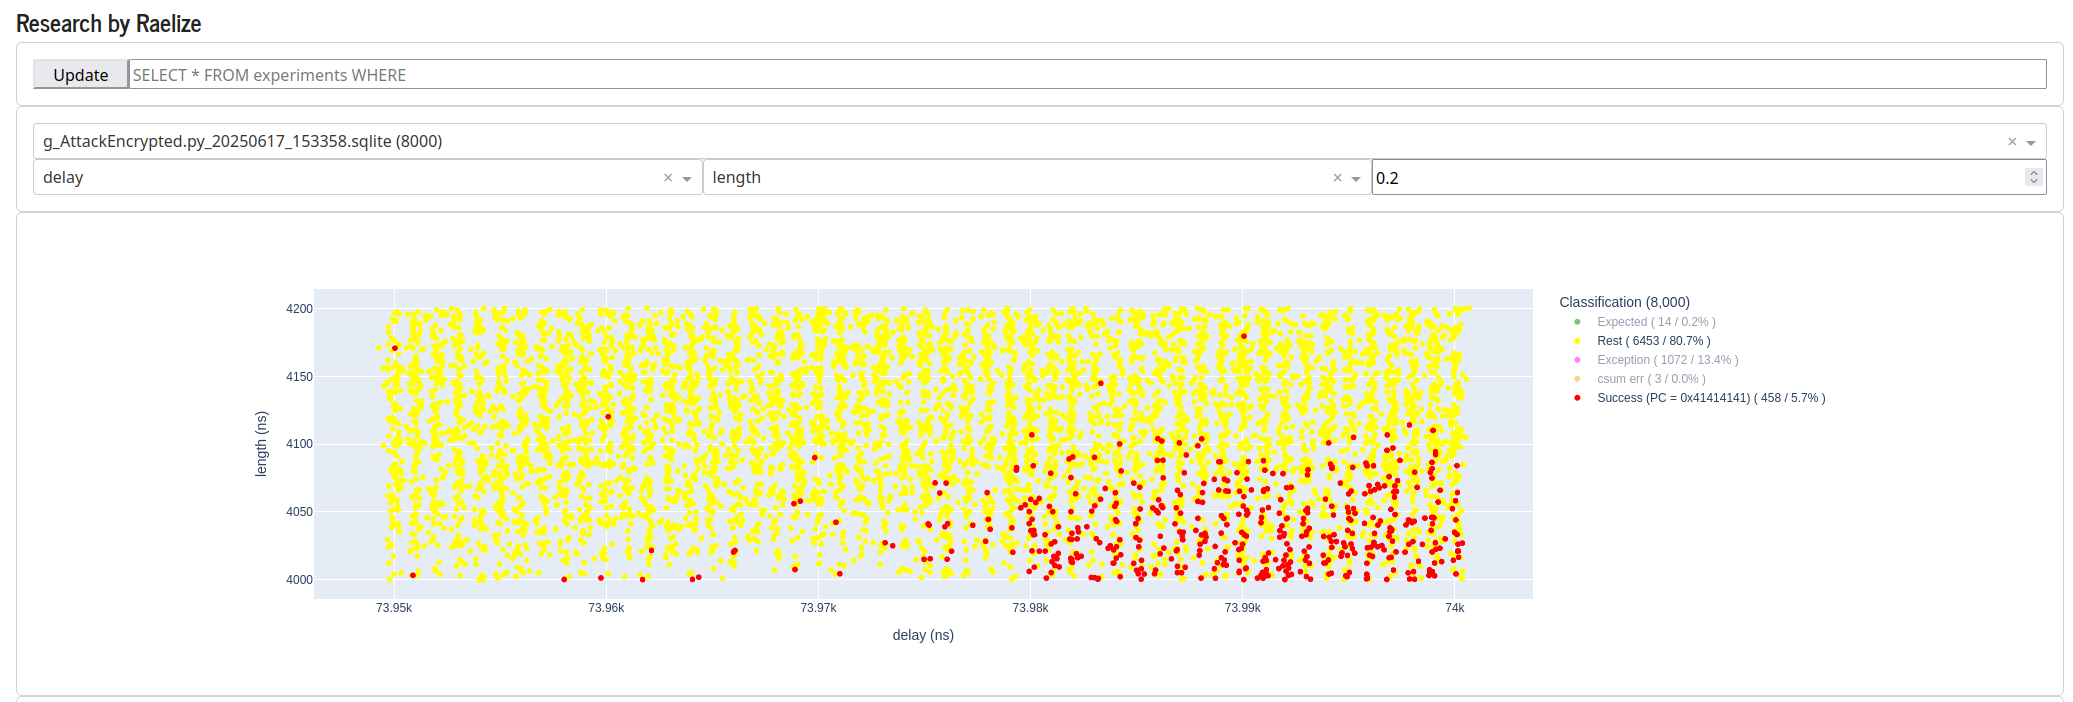 Research by Raelize
Update SELECT * FROM experiments WHERE
g_AttackEncrypted.py_20250617_153358.sqlite (8000) ×
delay × length × 0.2
Classification (8,000)
Expected ( 14 / 0.2% )
Rest ( 6453 / 80.7% )
Exception ( 1072 / 13.4% )
csum err ( 3 / 0.0% )
Success (PC = 0x41414141) ( 458 / 5.7% )
4200
4150
4100
4050
4000
length (ns)
73.95k 73.96k 73.97k 73.98k 73.99k 74k
delay (ns)